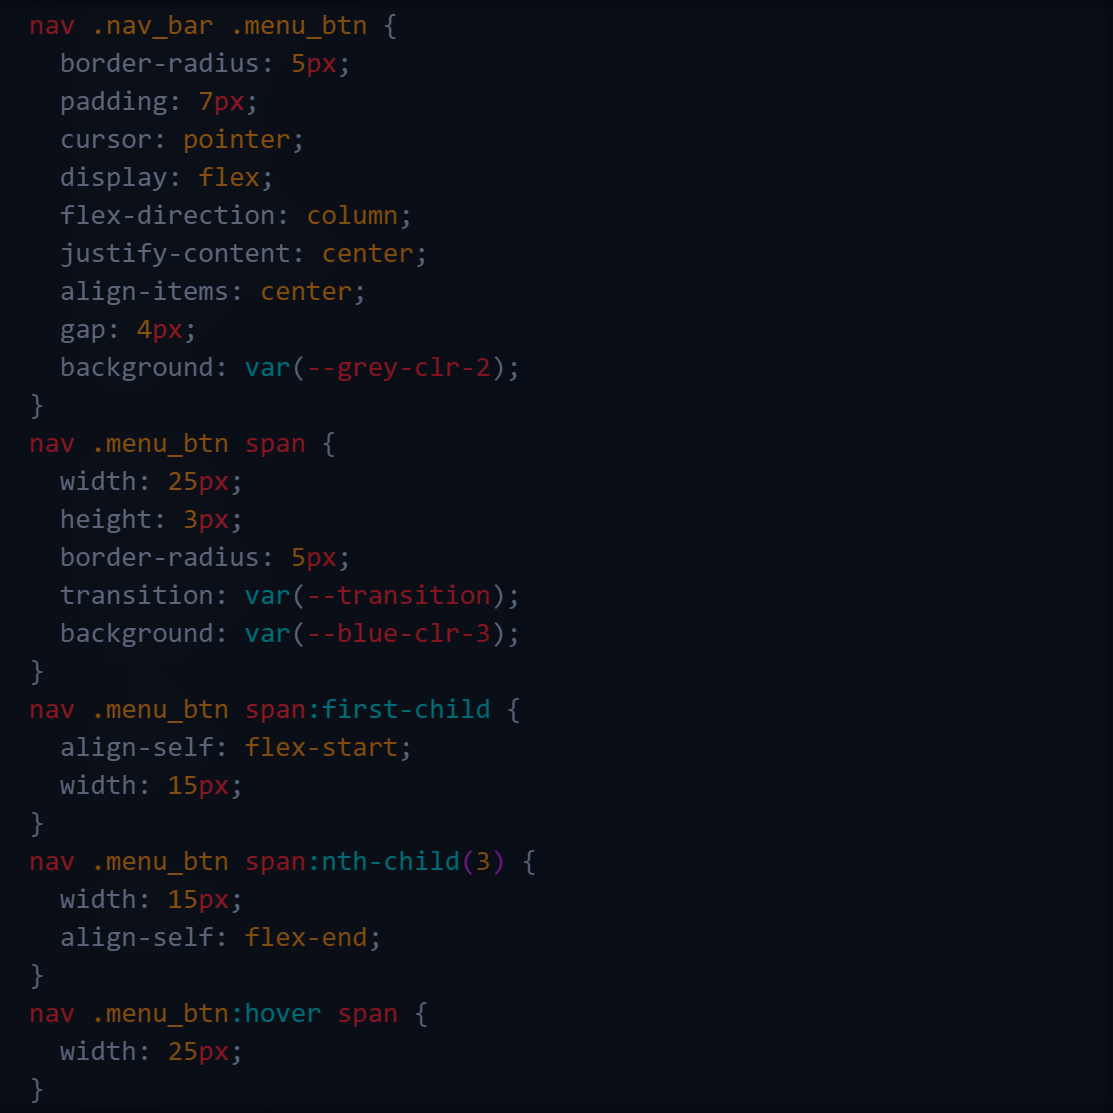 nav .nav_bar .menu_btn {
  border-radius: 5px;
  padding: 7px;
  cursor: pointer;
  display: flex;
  flex-direction: column;
  justify-content: center;
  align-items: center;
  gap: 4px;
  background: var(--grey-clr-2);
}
nav .menu_btn span {
  width: 25px;
  height: 3px;
  border-radius: 5px;
  transition: var(--transition);
  background: var(--blue-clr-3);
}
nav .menu_btn span:first-child {
  align-self: flex-start;
  width: 15px;
}
nav .menu_btn span:nth-child(3) {
  width: 15px;
  align-self: flex-end;
}
nav .menu_btn:hover span {
  width: 25px;
}